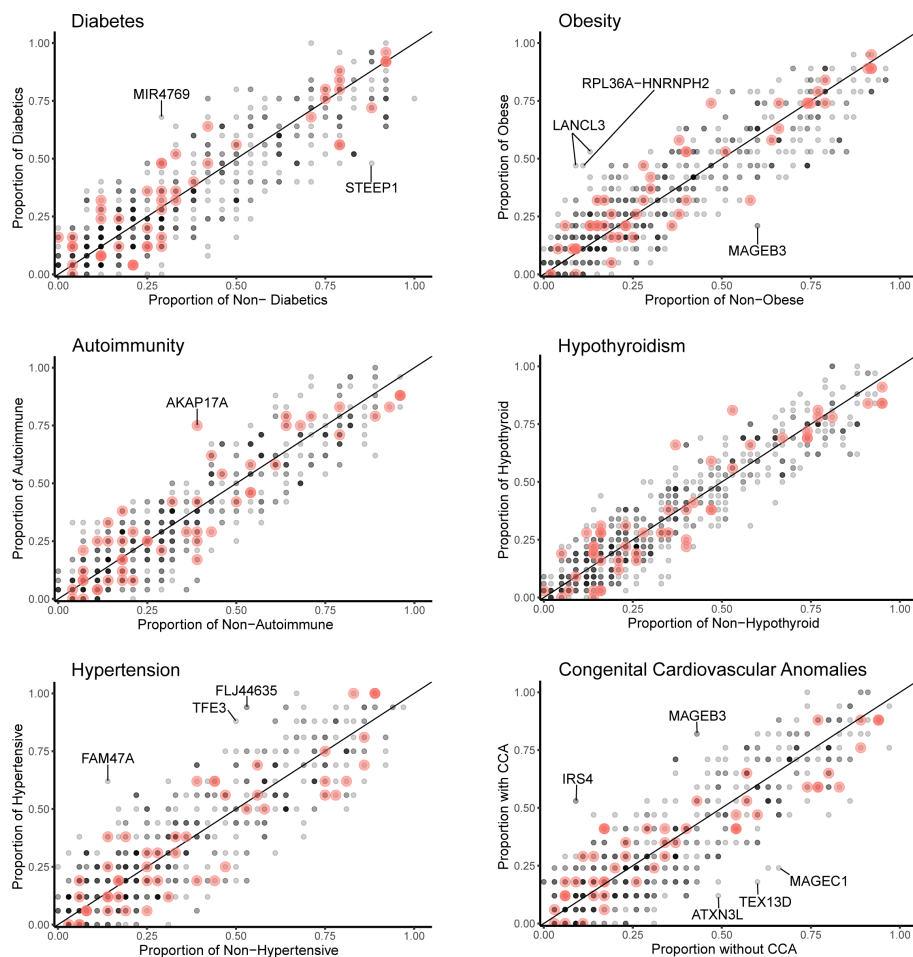 Diabetes
1.00
0.75
0.50
0.25
0.00
Proportion of Diabetics
MIR4769
STEEP1
0.00 0.25 0.50 0.75 1.00
Proportion of Non- Diabetics
Obesity
1.00
0.75
0.50
0.25
0.00
Proportion of Obese
RPL36A-HNRNPH2
LANCL3
MAGEB3
0.00 0.25 0.50 0.75 1.00
Proportion of Non-Obese
Autoimmunity
1.00
0.75
0.50
0.25
0.00
Proportion of Autoimmune
AKAP17A
0.00 0.25 0.50 0.75 1.00
Proportion of Non-Autoimmune
Hypothyroidism
1.00
0.75
0.50
0.25
0.00
Proportion of Hypothyroid
0.00 0.25 0.50 0.75 1.00
Proportion of Non-Hypothyroid
Hypertension
1.00
0.75
0.50
0.25
0.00
Proportion of Hypertensive
FLJ44635
TFE3
FAM47A
0.00 0.25 0.50 0.75 1.00
Proportion of Non-Hypertensive
Congenital Cardiovascular Anomalies
1.00
0.75
0.50
0.25
0.00
Proportion with CCA
MAGEB3
IRS4
MAGEC1
TEX13D
ATXN3L
0.00 0.25 0.50 0.75 1.00
Proportion without CCA